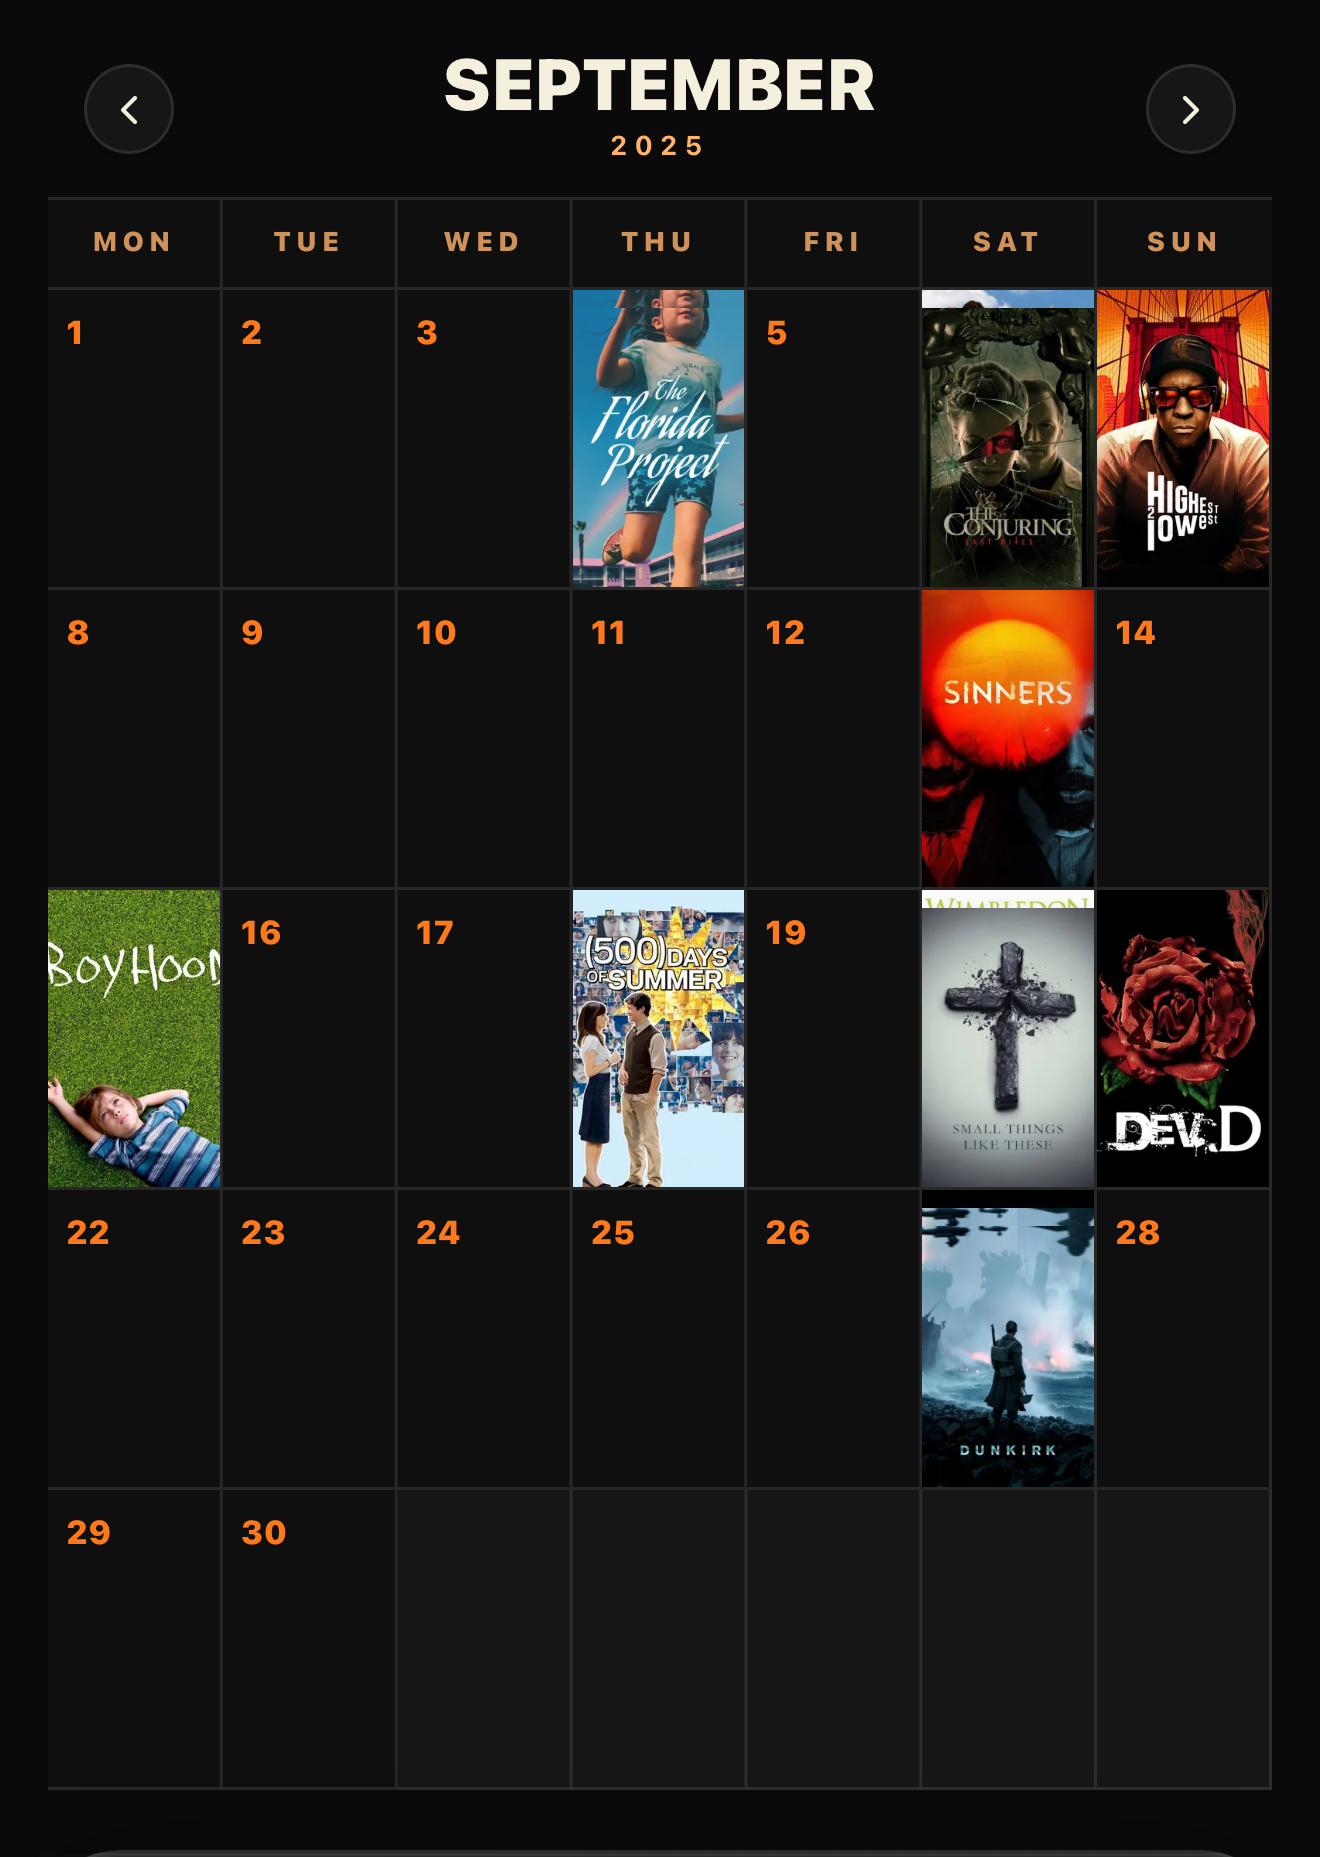 SEPTEMBER
2025
MON TUE WED THU FRI SAT SUN
1 2 3 5
The
Florida
Project
THE
CONJURING
LAST RITES
HIGHEST
2
lowest
8 9 10 11 12 14
SINNERS
BOYHOOD
16 17 19
(500) DAYS
OF SUMMER
WIMBLEDON
SMALL THINGS
LIKE THESE
DEV.D
22 23 24 25 26 28
DUNKIRK
29 30